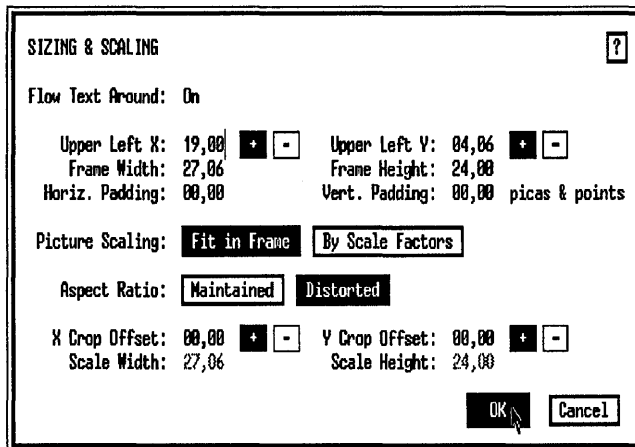 SIZING & SCALING ?
Flow Text Around: On
Upper Left X: 19,00 + - Upper Left Y: 04,06 + -
Frame Width: 27,06 Frame Height: 24,00
Horiz. Padding: 00,00 Vert. Padding: 00,00 picas & points
Picture Scaling: Fit in Frame By Scale Factors
Aspect Ratio: Maintained Distorted
X Crop Offset: 00,00 + - Y Crop Offset: 00,00 + -
Scale Width: 27,06 Scale Height: 24,00
OK Cancel